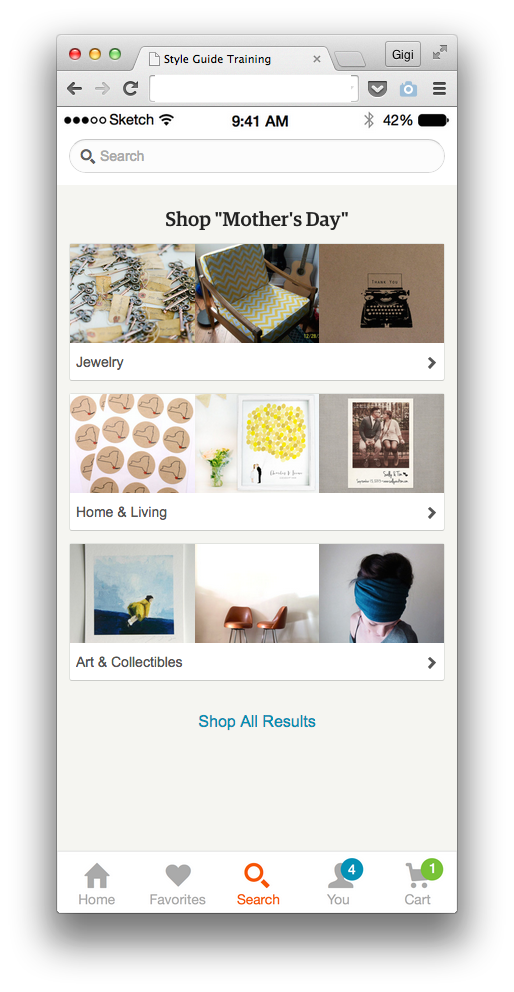 Style Guide Training
Gigi
Sketch 9:41 AM 42%
Search
Shop "Mother's Day"
THANK YOU
Jewelry
Home & Living
Art & Collectibles
Shop All Results
4 1
Home Favorites Search You Cart